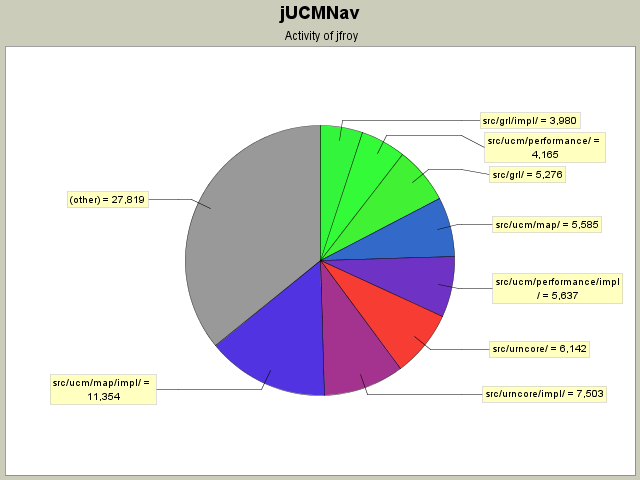 jUCMNav
Activity of jfroy
src/grl/impl/ = 3,980
src/ucm/performance/ =
4,165
src/grl/ = 5,276
(other) = 27,819
src/ucm/map/ = 5,585
src/ucm/performance/impl
/ = 5,637
src/urncore/ = 6,142
src/ucm/map/impl/ =
11,354
src/urncore/impl/ = 7,503